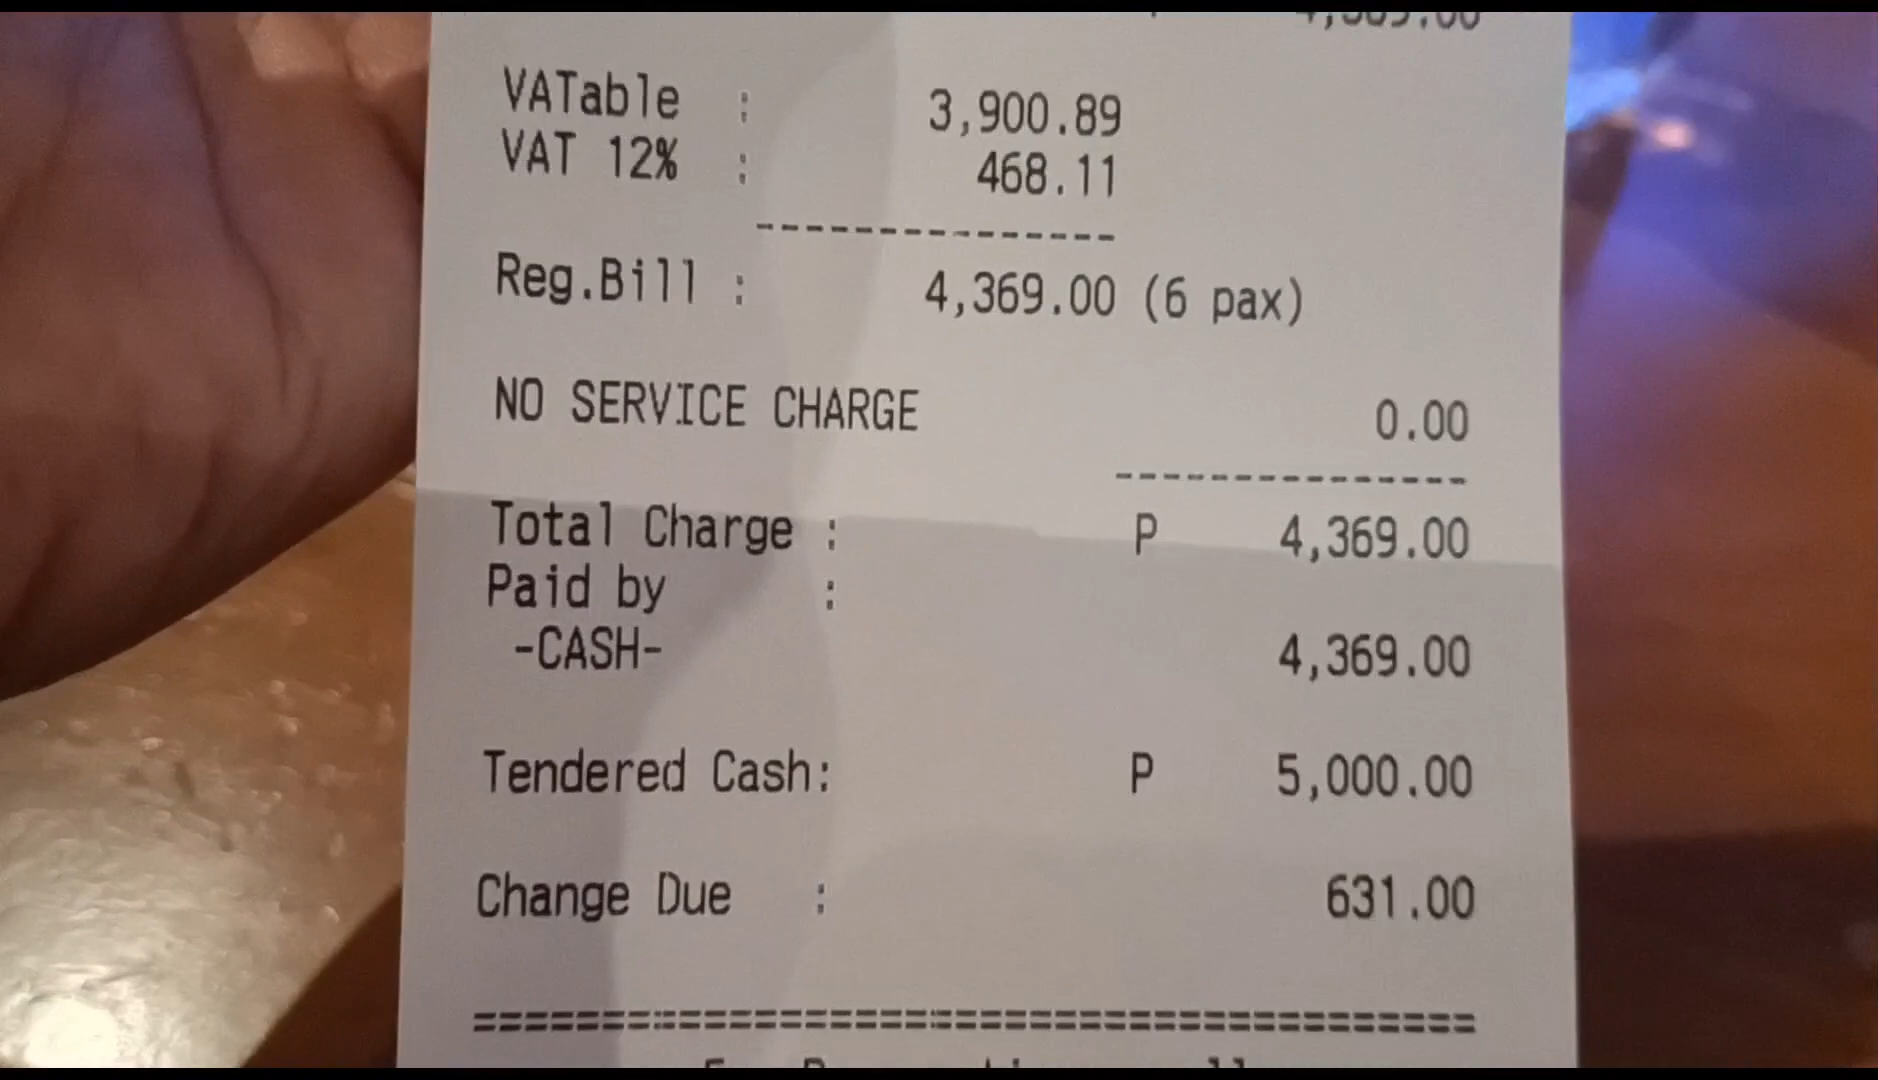 VATable : 3,900.89
VAT 12% : 468.11
---------------
Reg.Bill : 4,369.00 (6 pax)
NO SERVICE CHARGE 0.00
---------------
Total Charge : P 4,369.00
Paid by :
-CASH- 4,369.00
Tendered Cash: P 5,000.00
Change Due : 631.00
=======================================